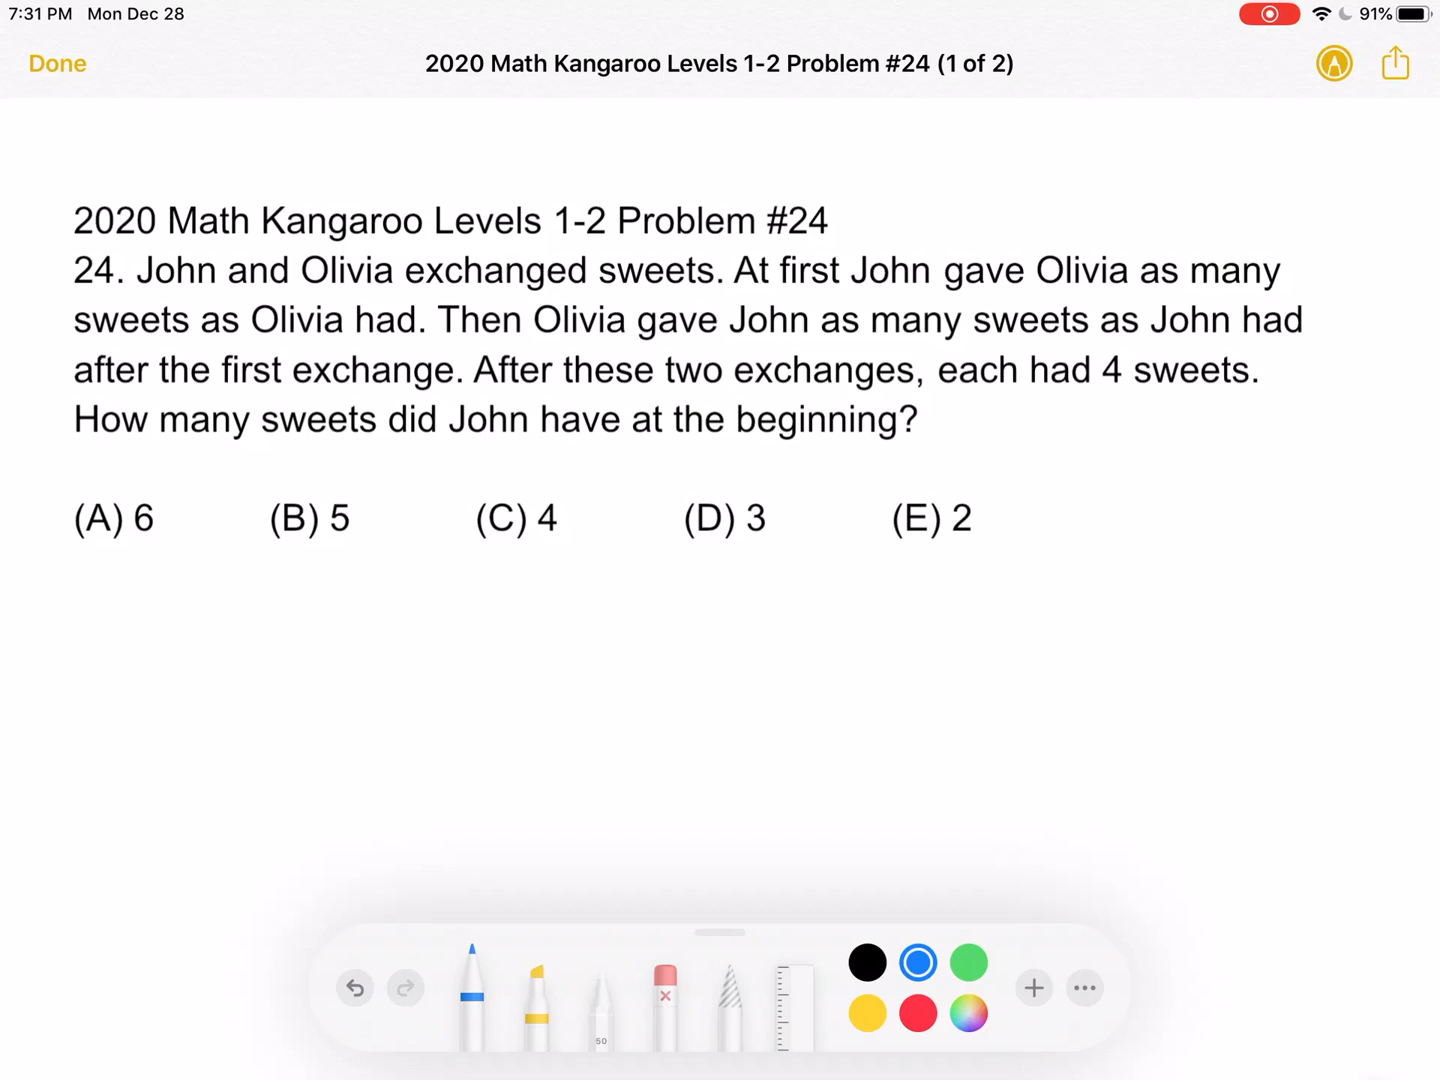 7:31 PM Mon Dec 28
91%
Done
2020 Math Kangaroo Levels 1-2 Problem #24 (1 of 2)
2020 Math Kangaroo Levels 1-2 Problem #24
24. John and Olivia exchanged sweets. At first John gave Olivia as many
sweets as Olivia had. Then Olivia gave John as many sweets as John had
after the first exchange. After these two exchanges, each had 4 sweets.
How many sweets did John have at the beginning?
(A) 6 (B) 5 (C) 4 (D) 3 (E) 2
50